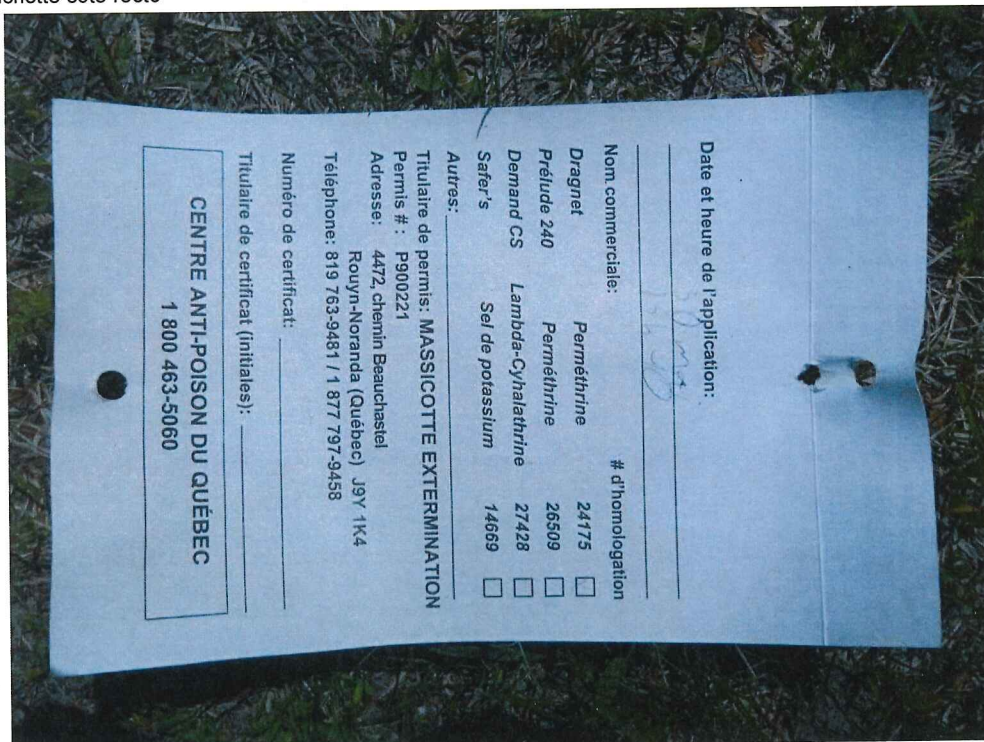 Date et heure de l'application:
Nom commerciale: # d'homologation
Dragnet Perméthrine 24175 ☐
Prélude 240 Perméthrine 26509 ☐
Demand CS Lambda-Cyhalathrine 27428 ☐
Safer's Sel de potassium 14669 ☐
Autres:
Titulaire de permis: MASSICOTTE EXTERMINATION
Permis #: P900221
Adresse: 4472, chemin Beauchastel
Rouyn-Noranda (Québec) J9Y 1K4
Téléphone: 819 763-9481 / 1 877 797-9458
Numéro de certificat:
Titulaire de certificat (initiales):
CENTRE ANTI-POISON DU QUÉBEC
1 800 463-5060